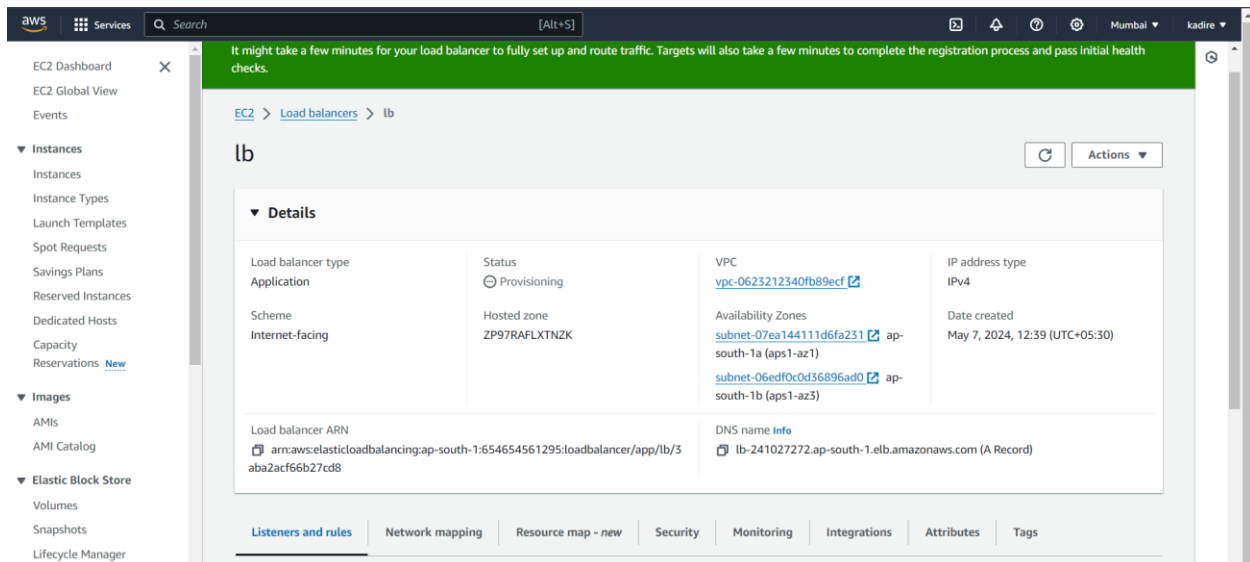 aws
Services
Search
[Alt+S]
Mumbai
kadire
EC2 Dashboard
EC2 Global View
Events
Instances
Instances
Instance Types
Launch Templates
Spot Requests
Savings Plans
Reserved Instances
Dedicated Hosts
Capacity
Reservations New
Images
AMIs
AMI Catalog
Elastic Block Store
Volumes
Snapshots
Lifecycle Manager
It might take a few minutes for your load balancer to fully set up and route traffic. Targets will also take a few minutes to complete the registration process and pass initial health
checks.
EC2 > Load balancers > lb
lb
Actions
Details
Load balancer type
Application
Status
Provisioning
VPC
vpc-0623212340fb89ecf
IP address type
IPv4
Scheme
Internet-facing
Hosted zone
ZP97RAFLXTNZK
Availability Zones
subnet-07ea144111d6fa231 ap-
south-1a (aps1-az1)
subnet-06edf0c0d36896ad0 ap-
south-1b (aps1-az3)
Date created
May 7, 2024, 12:39 (UTC+05:30)
Load balancer ARN
arn:aws:elasticloadbalancing:ap-south-1:654654561295:loadbalancer/app/lb/3
aba2acf66b27cd8
DNS name Info
lb-241027272.ap-south-1.elb.amazonaws.com (A Record)
Listeners and rules
Network mapping
Resource map - new
Security
Monitoring
Integrations
Attributes
Tags